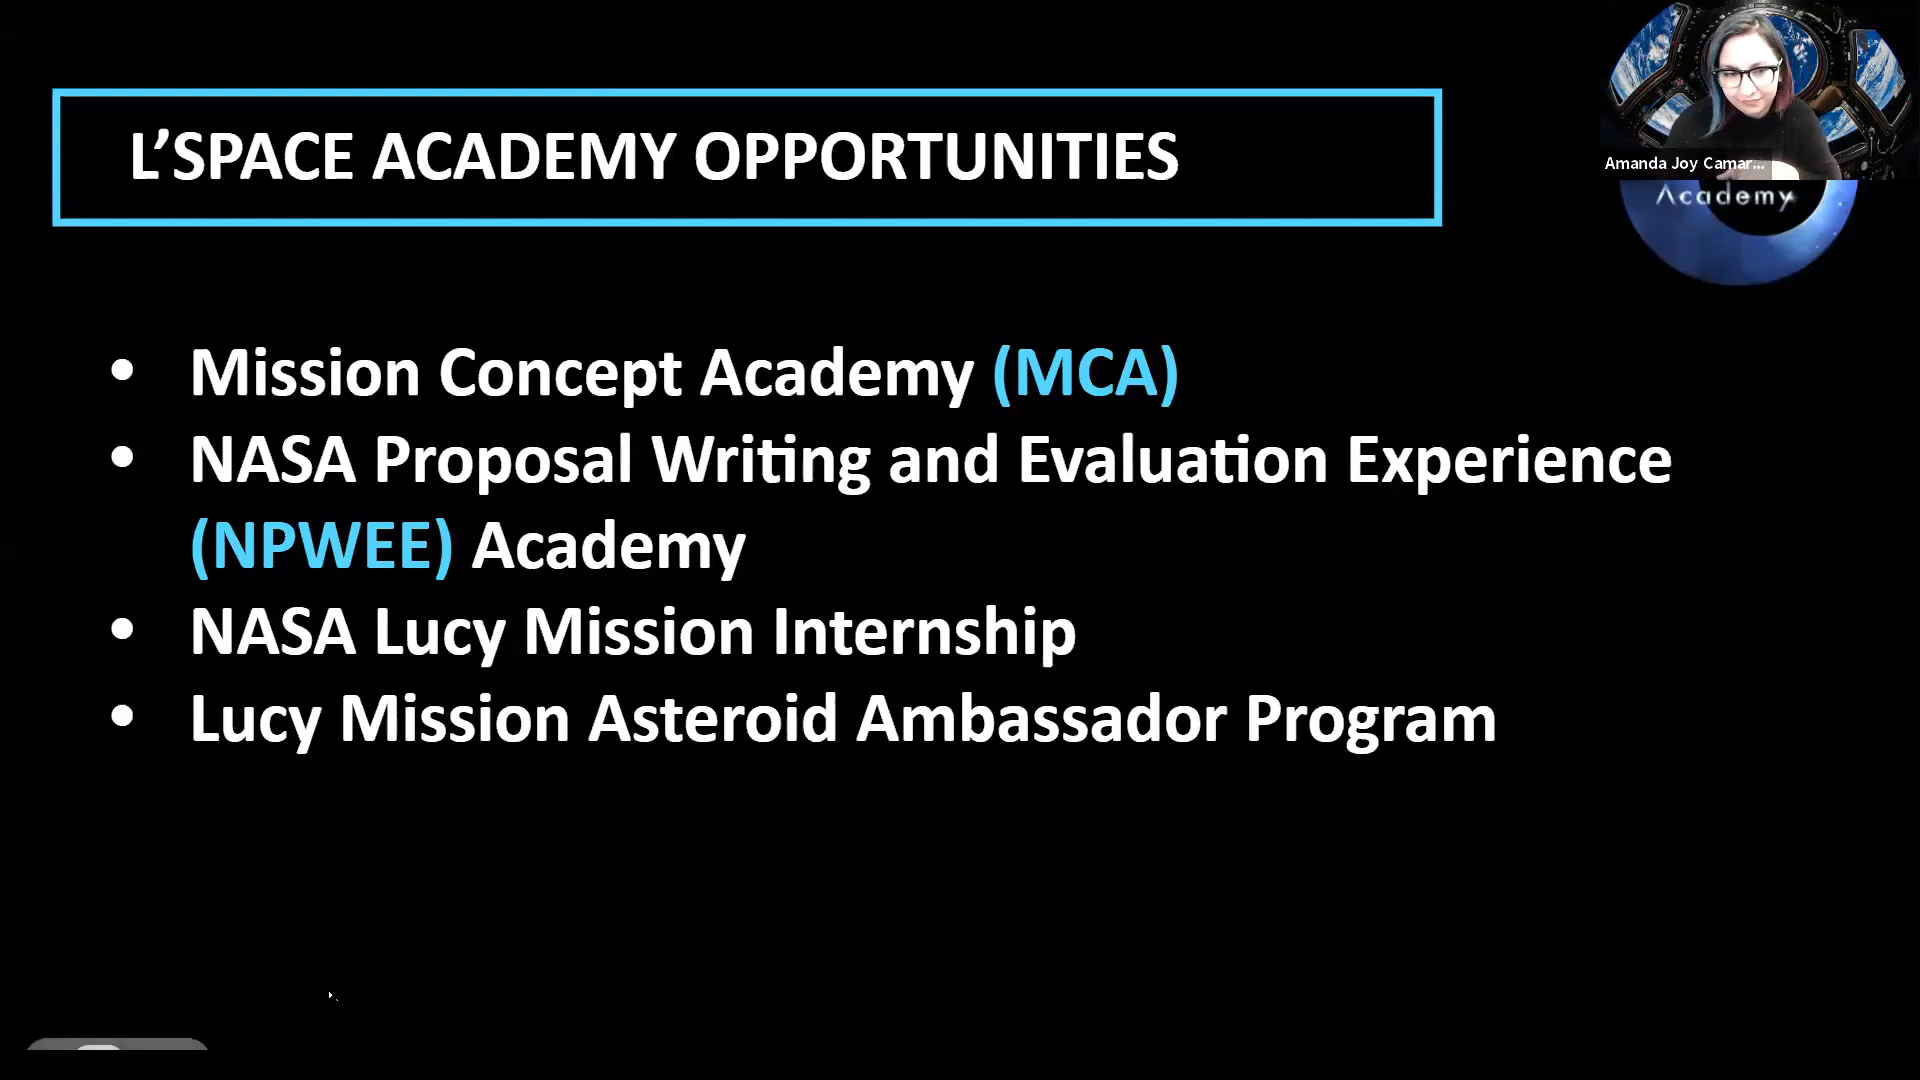 L’SPACE ACADEMY OPPORTUNITIES
Amanda Joy Camar...
Academy
• Mission Concept Academy (MCA)
• NASA Proposal Writing and Evaluation Experience
(NPWEE) Academy
• NASA Lucy Mission Internship
• Lucy Mission Asteroid Ambassador Program